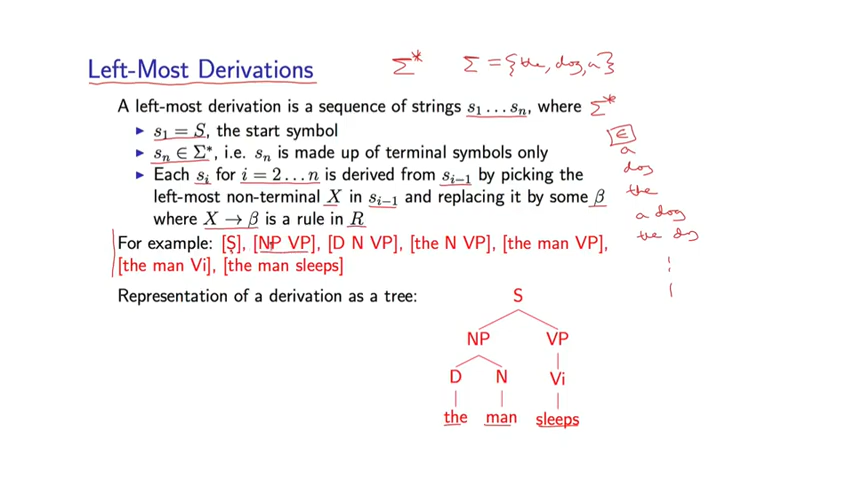 Left-Most Derivations
Σ* Σ = {the, dog, a}
A left-most derivation is a sequence of strings s₁ … sₙ, where Σ*
▶ s₁ = S, the start symbol
∈
▶ sₙ ∈ Σ*, i.e. sₙ is made up of terminal symbols only
a
▶ Each sᵢ for i = 2 … n is derived from sᵢ₋₁ by picking the
dog
left-most non-terminal X in sᵢ₋₁ and replacing it by some β
the
where X → β is a rule in R
a dog
For example: [S], [NP VP], [D N VP], [the N VP], [the man VP],
the dog
[the man Vi], [the man sleeps]
Representation of a derivation as a tree:
S
NP VP
D N Vi
the man sleeps